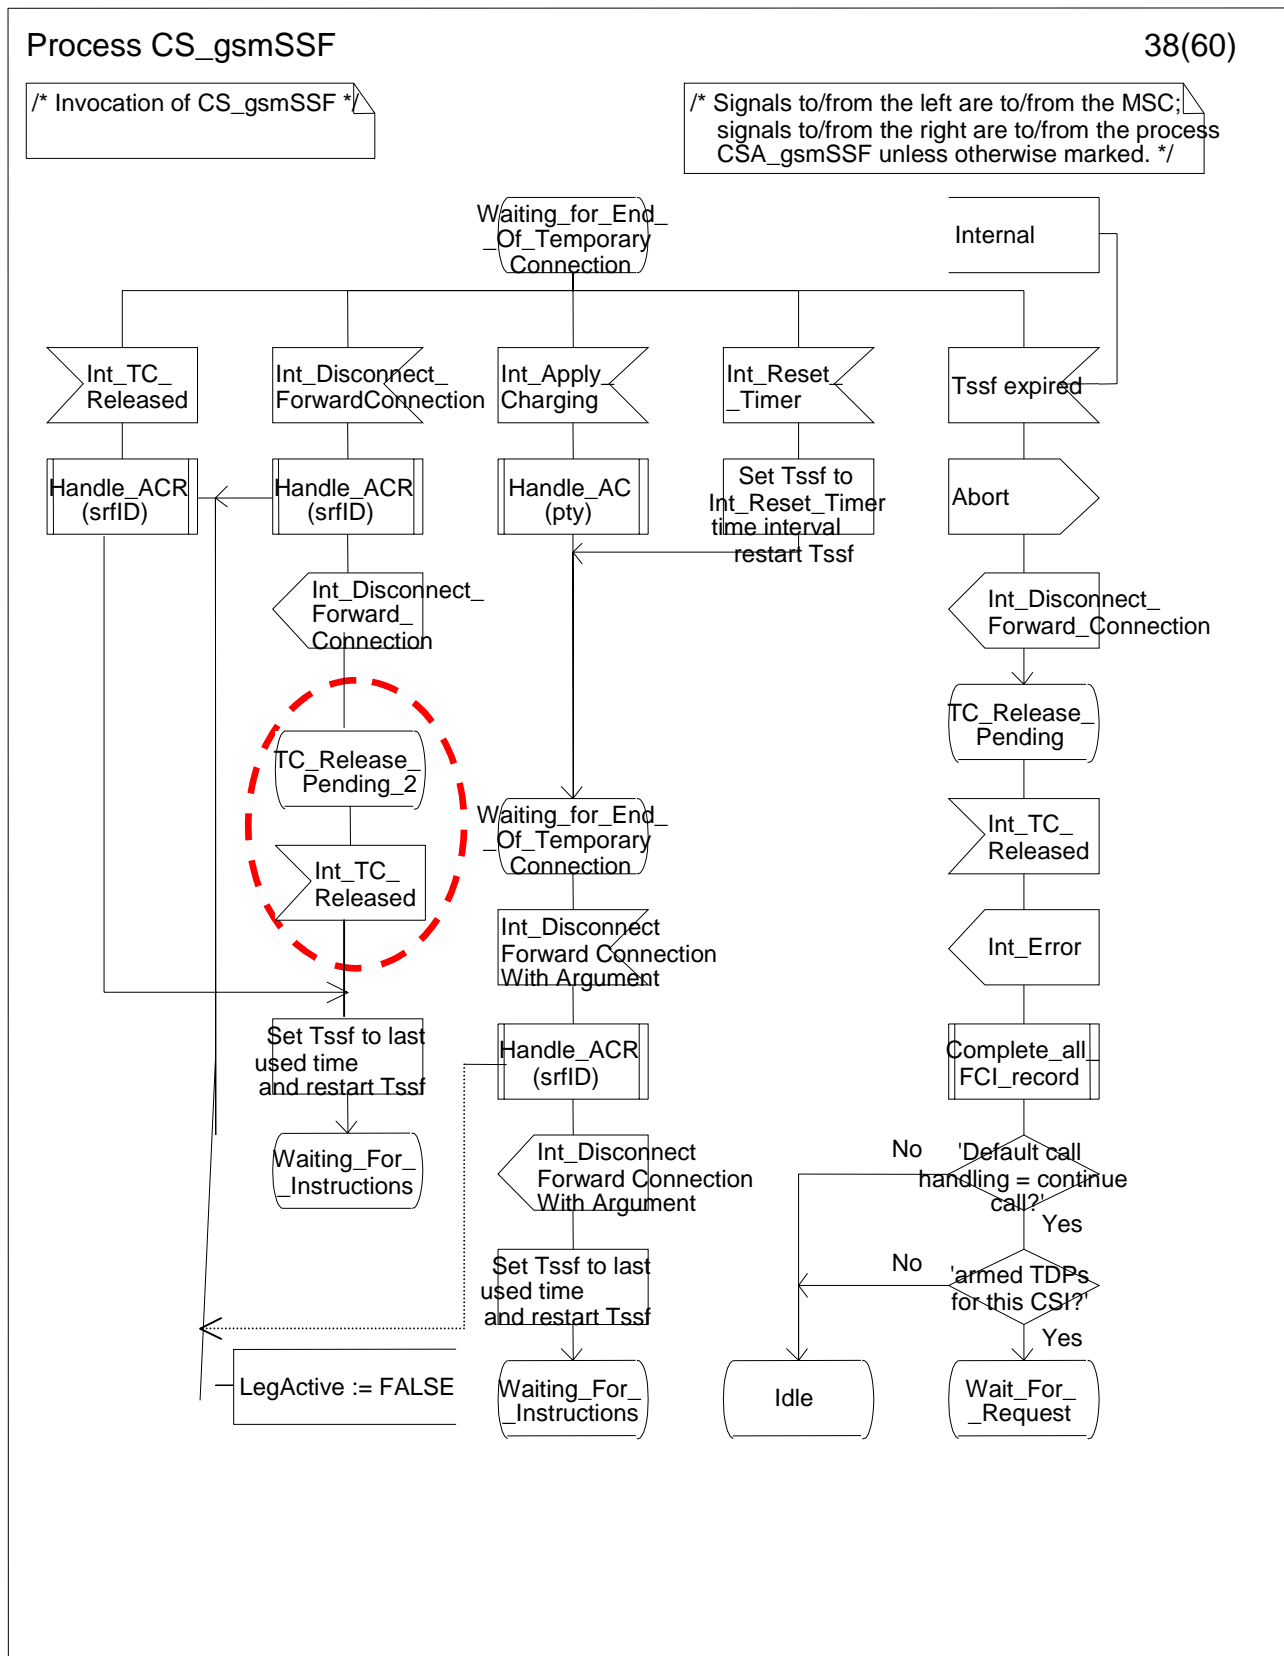 Process CS_gsmSSF
38(60)
/* Invocation of CS_gsmSSF */
/* Signals to/from the left are to/from the MSC;
signals to/from the right are to/from the process
CSA_gsmSSF unless otherwise marked. */
Waiting_for_End_
_Of_Temporary
Connection
Internal
Int_TC_
Released
Int_Disconnect_
ForwardConnection
Int_Apply_
Charging
Int_Reset_
_Timer
Tssf expired
Handle_ACR
(srfID)
Handle_ACR
(srfID)
Handle_AC
(pty)
Set Tssf to
Int_Reset_Timer
time interval
restart Tssf
Abort
Int_Disconnect_
Forward_
Connection
Int_Disconnect_
Forward_Connection
TC_Release_
Pending_2
TC_Release_
Pending
Waiting_for_End_
_Of_Temporary
Connection
Int_TC_
Released
Int_TC_
Released
Int_Disconnect
Forward Connection
With Argument
Int_Error
Set Tssf to last
used time
and restart Tssf
Handle_ACR
(srfID)
Complete_all_
FCI_record
Waiting_For_
_Instructions
Int_Disconnect
Forward Connection
With Argument
No
'Default call
handling = continue
call?'
Yes
Set Tssf to last
used time
and restart Tssf
No
'armed TDPs
for this CSI?'
Yes
LegActive := FALSE
Waiting_For_
_Instructions
Idle
Wait_For_
_Request